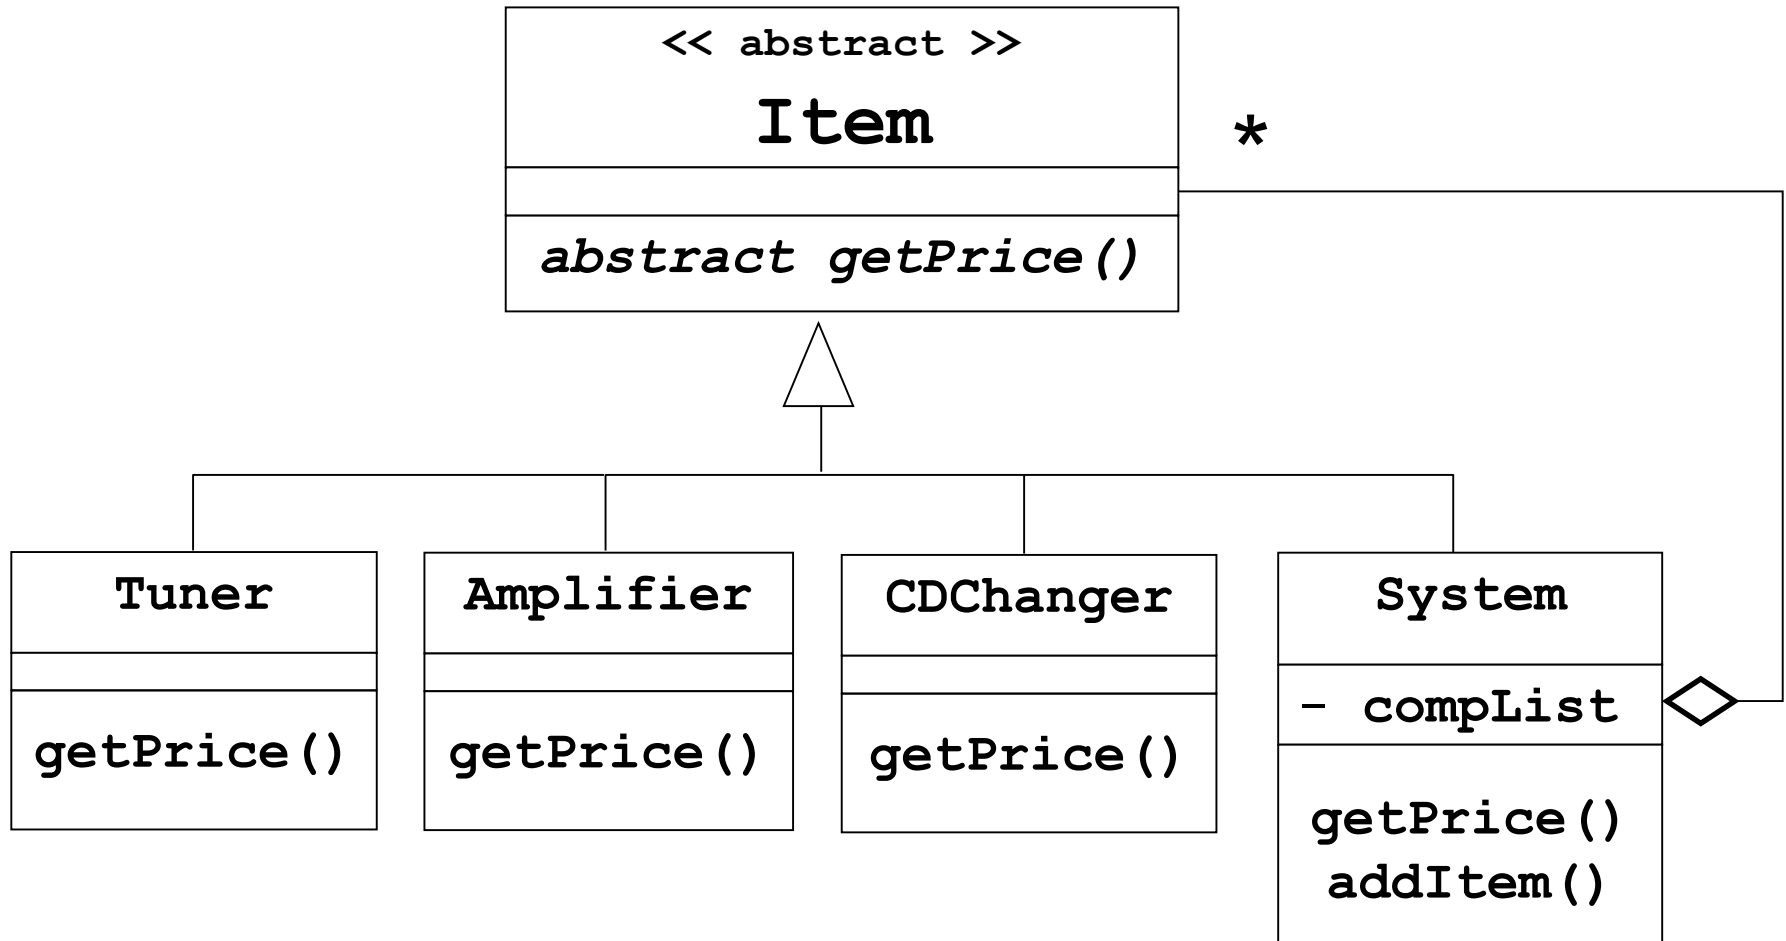 << abstract >>
Item
*
abstract getPrice()
Tuner
Amplifier
CDChanger
System
- compList
getPrice()
getPrice()
getPrice()
getPrice()
addItem()